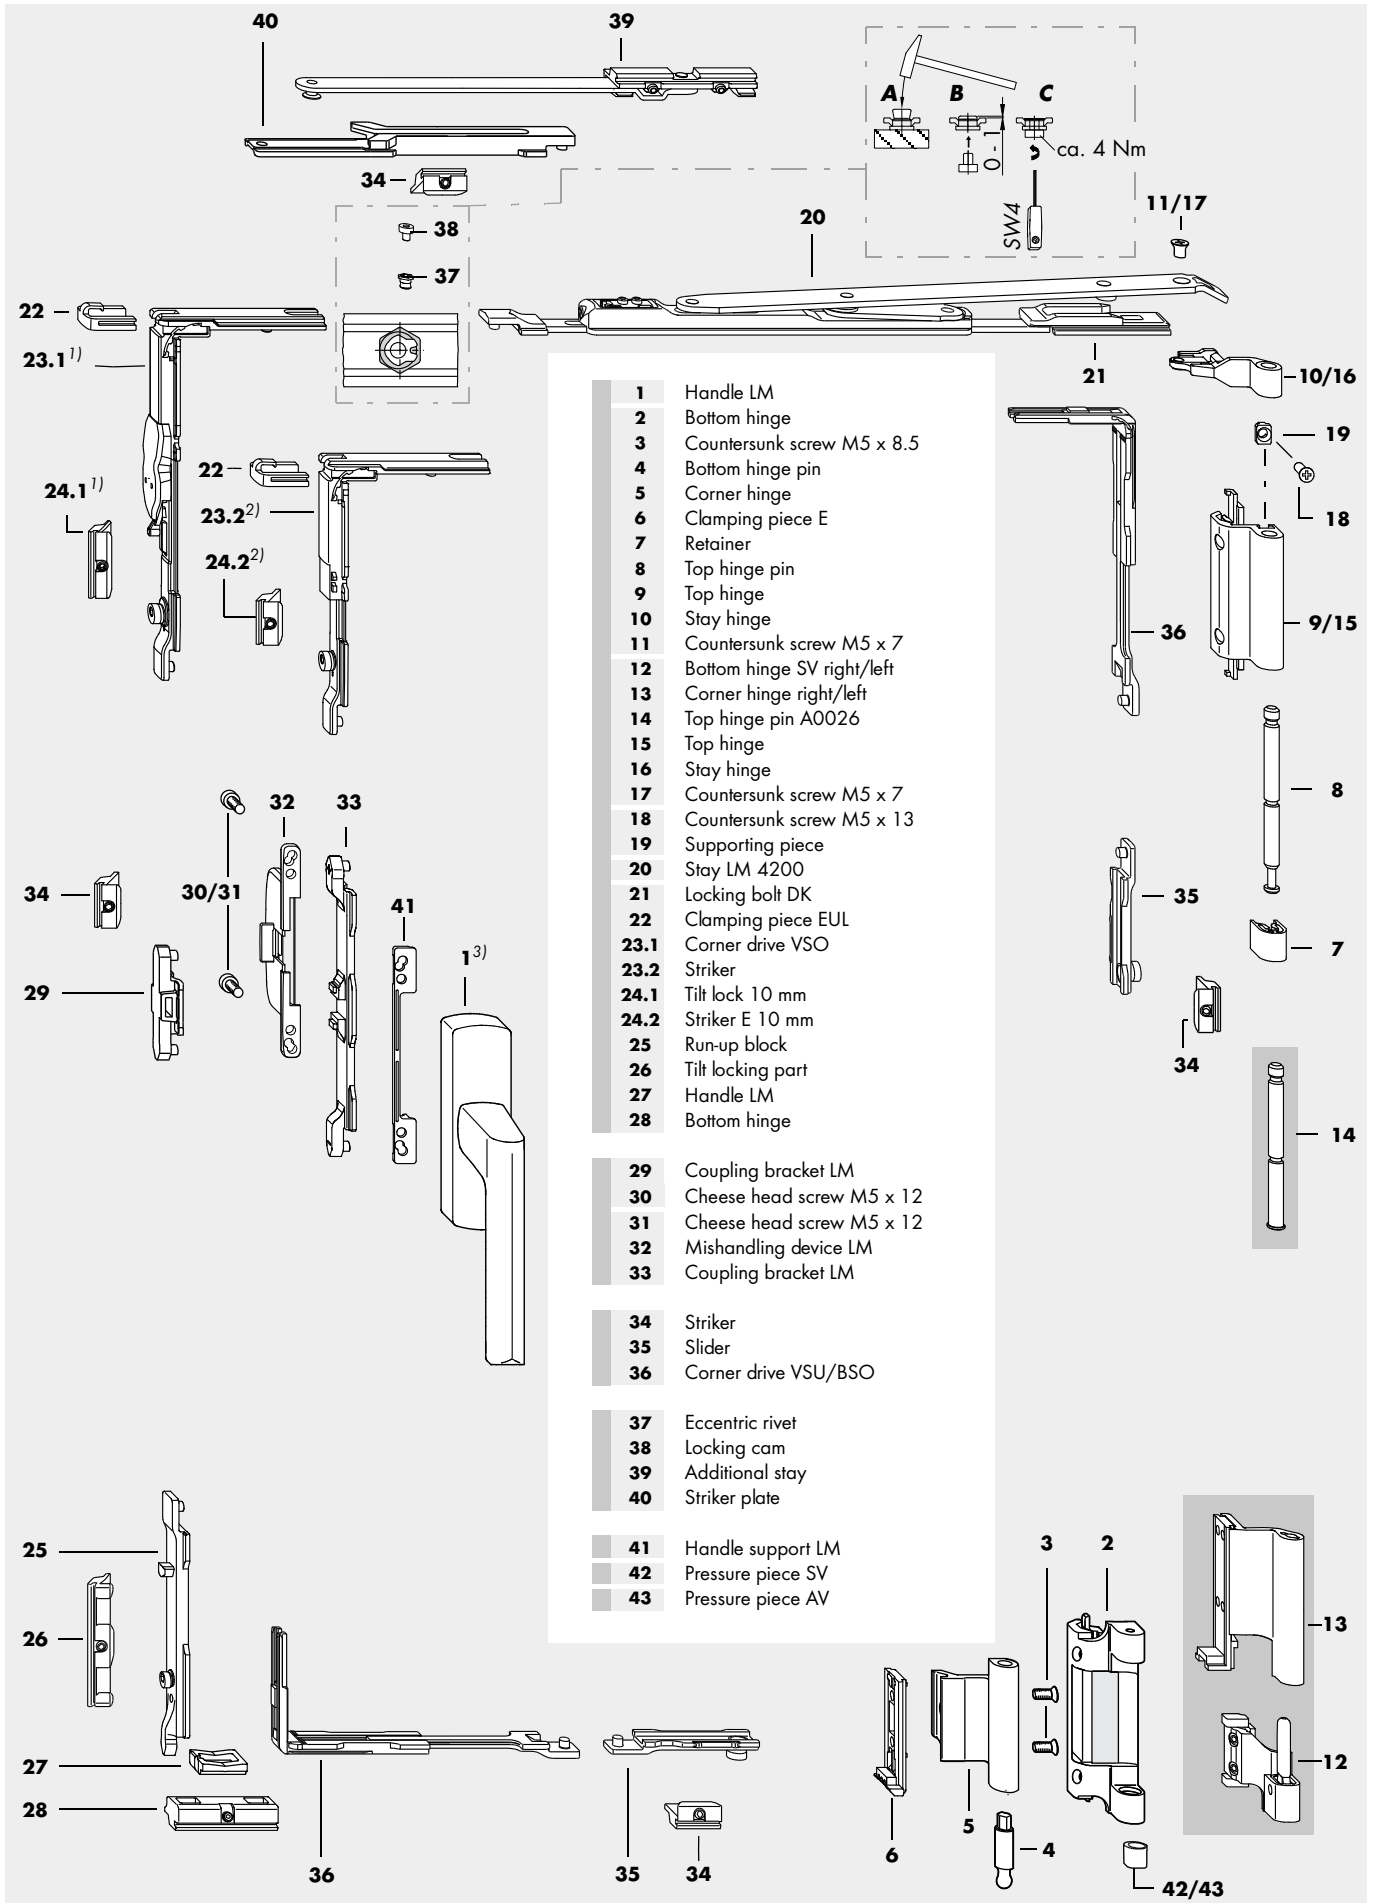 40
39
A B C
0 - 1
ca. 4 Nm
SW4
34
11/17
38
20
37
22
23.1 1)
21
10/16
19
22
24.1 1)
23.2 2)
18
24.2 2)
9/15
36
1 Handle LM
2 Bottom hinge
3 Countersunk screw M5 x 8.5
4 Bottom hinge pin
5 Corner hinge
6 Clamping piece E
7 Retainer
8 Top hinge pin
9 Top hinge
10 Stay hinge
11 Countersunk screw M5 x 7
12 Bottom hinge SV right/left
13 Corner hinge right/left
14 Top hinge pin A0026
15 Top hinge
16 Stay hinge
17 Countersunk screw M5 x 7
18 Countersunk screw M5 x 13
19 Supporting piece
20 Stay LM 4200
21 Locking bolt DK
22 Clamping piece EUL
23.1 Corner drive VSO
23.2 Striker
24.1 Tilt lock 10 mm
24.2 Striker E 10 mm
25 Run-up block
26 Tilt locking part
27 Handle LM
28 Bottom hinge
29 Coupling bracket LM
30 Cheese head screw M5 x 12
31 Cheese head screw M5 x 12
32 Mishandling device LM
33 Coupling bracket LM
34 Striker
35 Slider
36 Corner drive VSU/BSO
37 Eccentric rivet
38 Locking cam
39 Additional stay
40 Striker plate
41 Handle support LM
42 Pressure piece SV
43 Pressure piece AV
8
32
33
34
30/31
41
35
1 3)
7
29
34
14
25
3
2
26
13
27
12
28
5
4
6
36
35
34
42/43